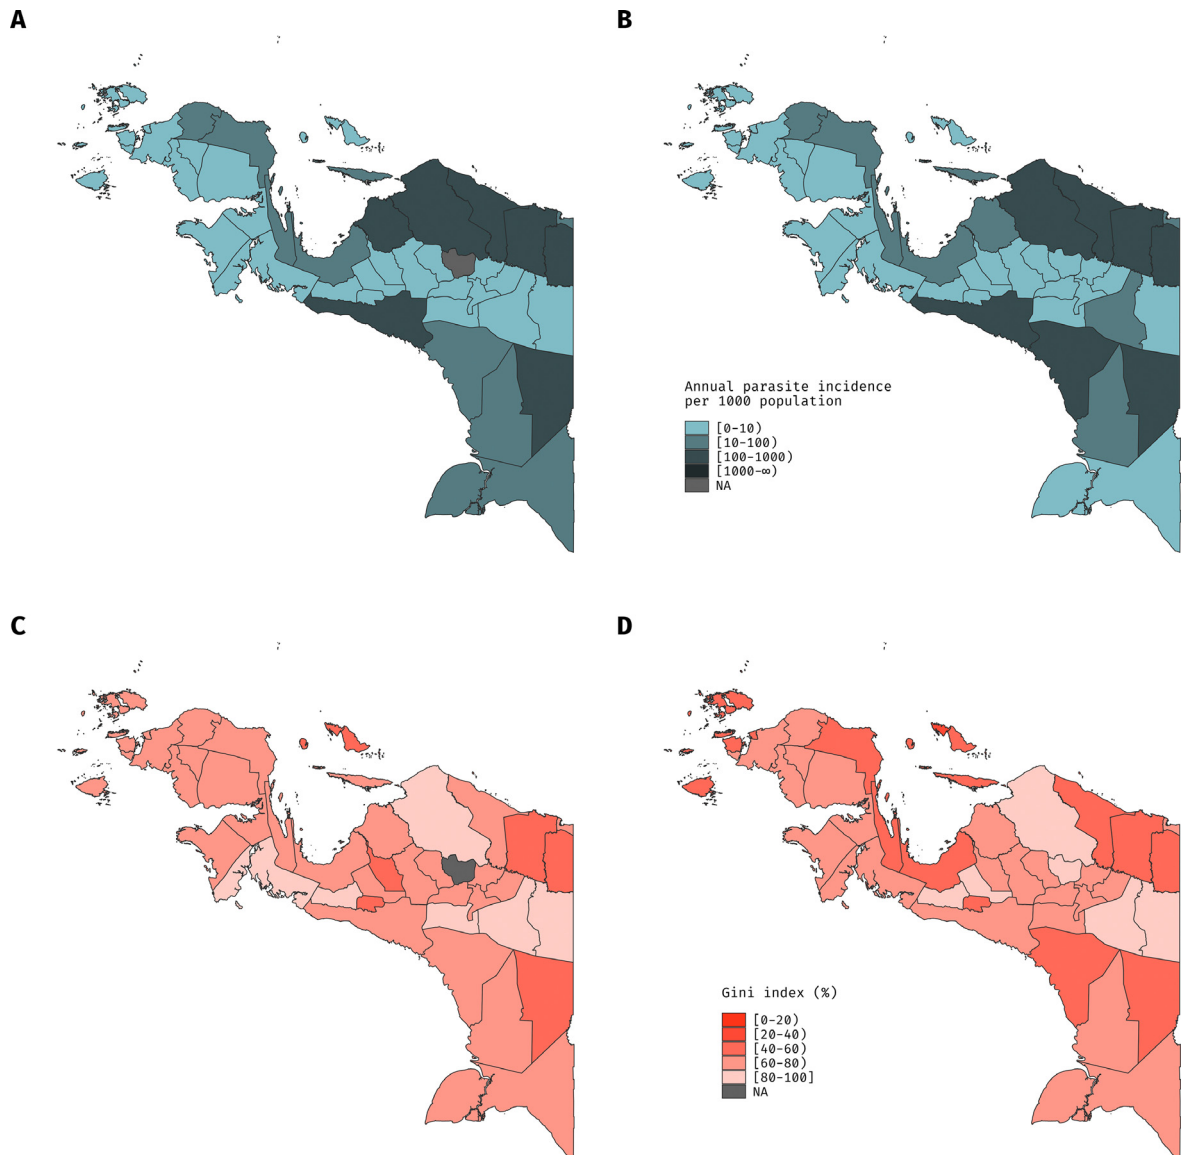 A
B
Annual parasite incidence
per 1000 population
[0-10)
[10-100)
[100-1000)
[1000-∞)
NA
C
D
Gini index (%)
[0-20)
[20-40)
[40-60)
[60-80)
[80-100]
NA